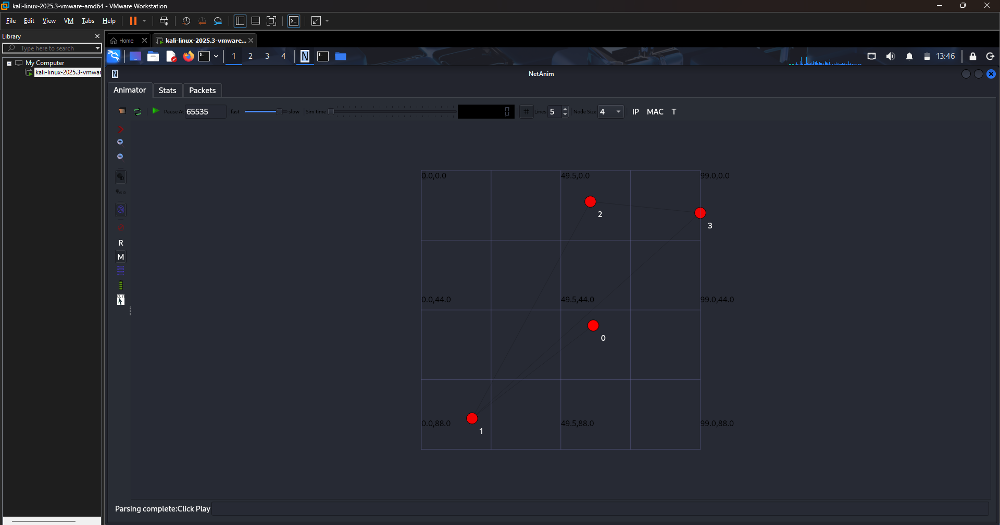 kali-linux-2025.3-vmware-amd64 - VMware Workstation
File Edit View VM Tabs Help
Library
Type here to search
My Computer
kali-linux-2025.3-vmwar
Home
kali-linux-2025.3-vmware...
1 2 3 4
13:46
NetAnim
Animator Stats Packets
Pause At 65535 fast slow Sim time 0 Lines 5 Node Size 4 IP MAC T
R
M
0.0,0.0 49.5,0.0 99.0,0.0
2
3
0.0,44.0 49.5,44.0 99.0,44.0
0
0.0,88.0 49.5,88.0 99.0,88.0
1
Parsing complete:Click Play